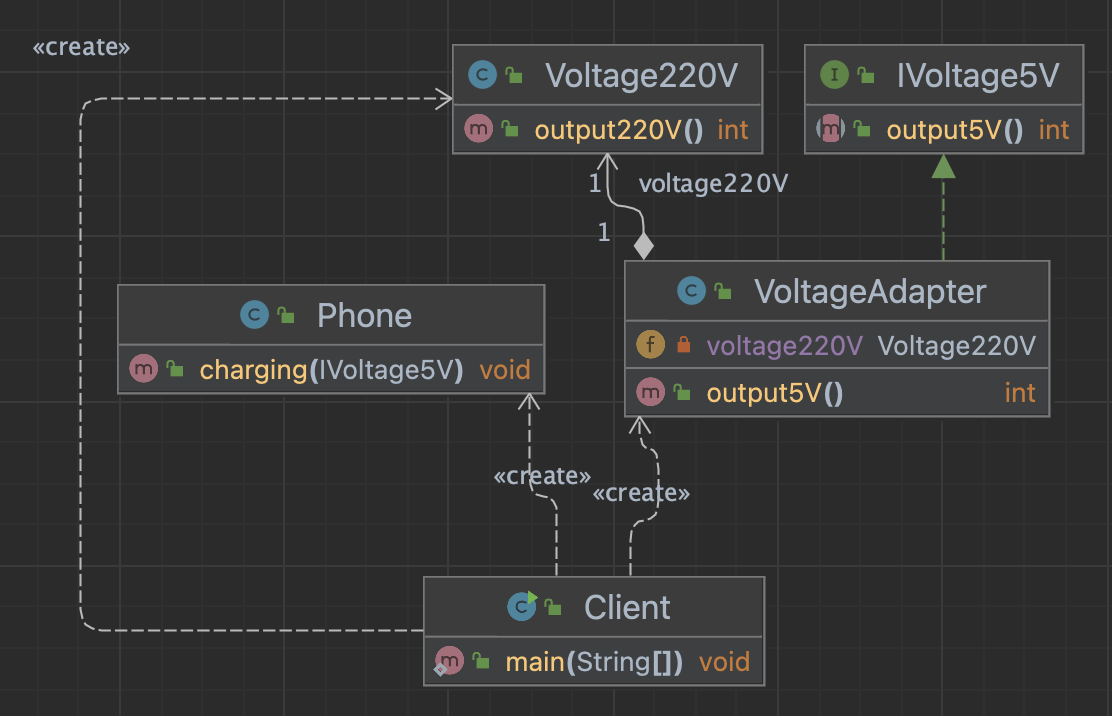 «create»
C Voltage220V
m output220V() int
I IVoltage5V
m output5V() int
1 voltage220V
1
C VoltageAdapter
f voltage220V Voltage220V
m output5V() int
C Phone
m charging(IVoltage5V) void
«create»
«create»
C Client
m main(String[]) void